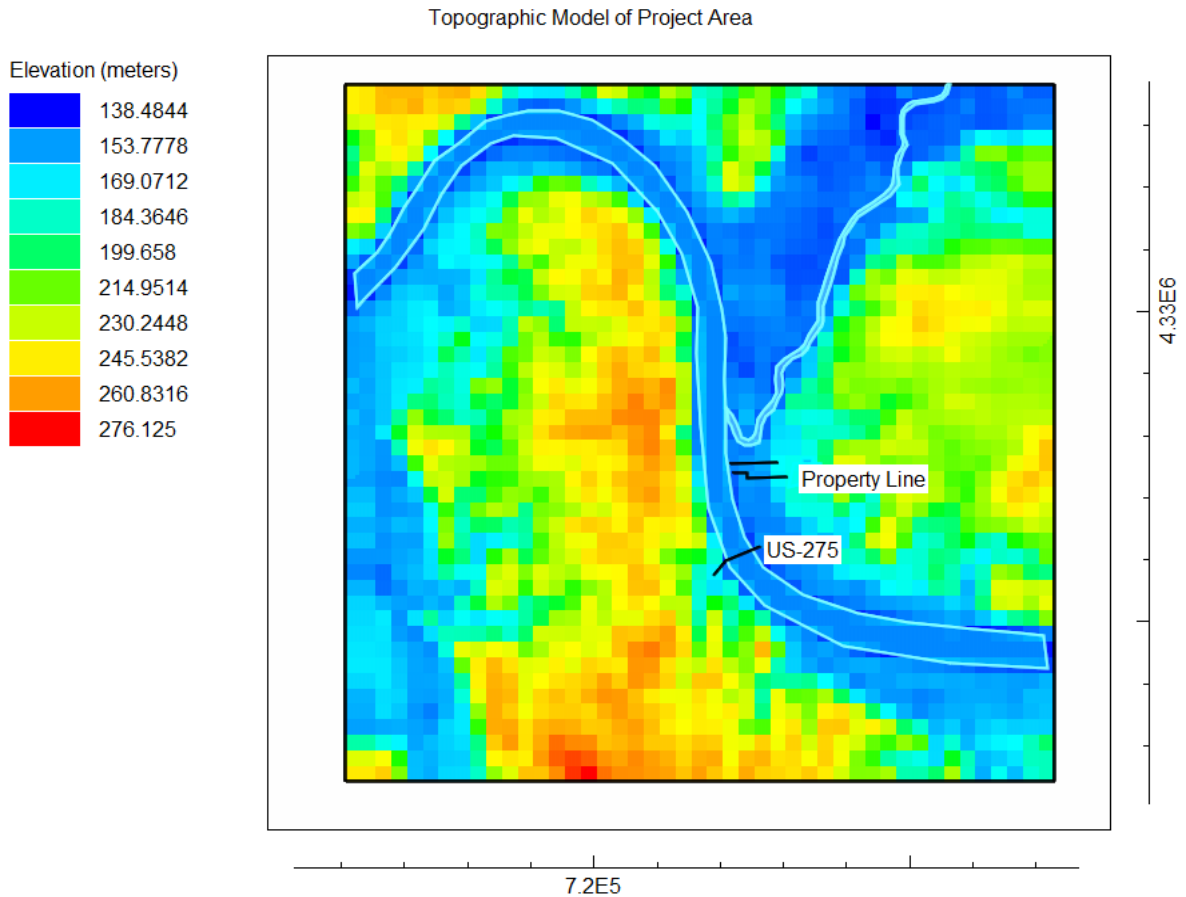 Topographic Model of Project Area
Elevation (meters)
138.4844
153.7778
169.0712
184.3646
199.658
214.9514
230.2448
245.5382
260.8316
276.125
Property Line
US-275
4.33E6
7.2E5